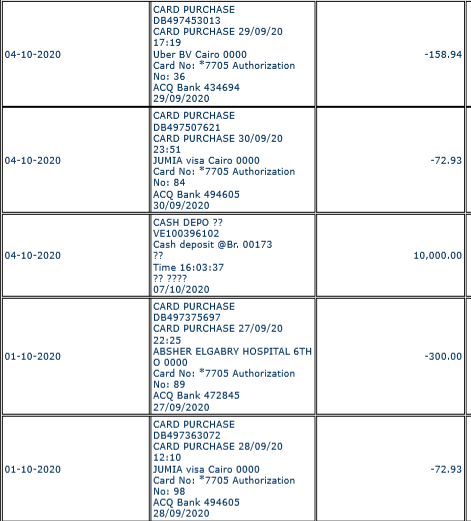 04-10-2020
CARD PURCHASE
DB497453013
CARD PURCHASE 29/09/20
17:19
Uber BV Cairo 0000
Card No: *7705 Authorization
No: 36
ACQ Bank 434694
29/09/2020
-158.94
04-10-2020
CARD PURCHASE
DB497507621
CARD PURCHASE 30/09/20
23:51
JUMIA visa Cairo 0000
Card No: *7705 Authorization
No: 84
ACQ Bank 494605
30/09/2020
-72.93
04-10-2020
CASH DEPO ??
VE100396102
Cash deposit @Br. 00173
??
Time 16:03:37
?? ????
07/10/2020
10,000.00
01-10-2020
CARD PURCHASE
DB497375697
CARD PURCHASE 27/09/20
22:25
ABSHER ELGABRY HOSPITAL 6TH
O 0000
Card No: *7705 Authorization
No: 89
ACQ Bank 472845
27/09/2020
-300.00
01-10-2020
CARD PURCHASE
DB497363072
CARD PURCHASE 28/09/20
12:10
JUMIA visa Cairo 0000
Card No: *7705 Authorization
No: 98
ACQ Bank 494605
28/09/2020
-72.93